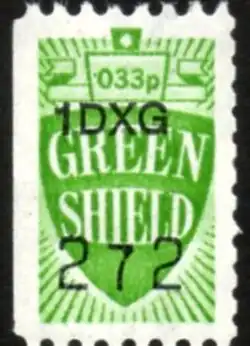 ·033p
1DXG
GREEN
SHIELD
272